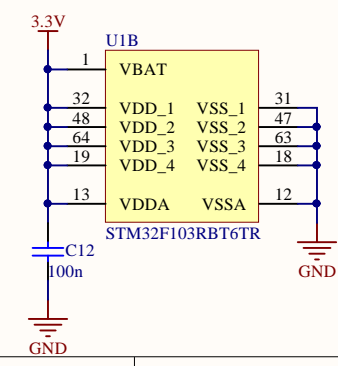 3.3V
U1B
1 VBAT
32 VDD_1 VSS_1 31
48 VDD_2 VSS_2 47
64 VDD_3 VSS_3 63
19 VDD_4 VSS_4 18
13 VDDA VSSA 12
STM32F103RBT6TR
C12
100n
GND
GND